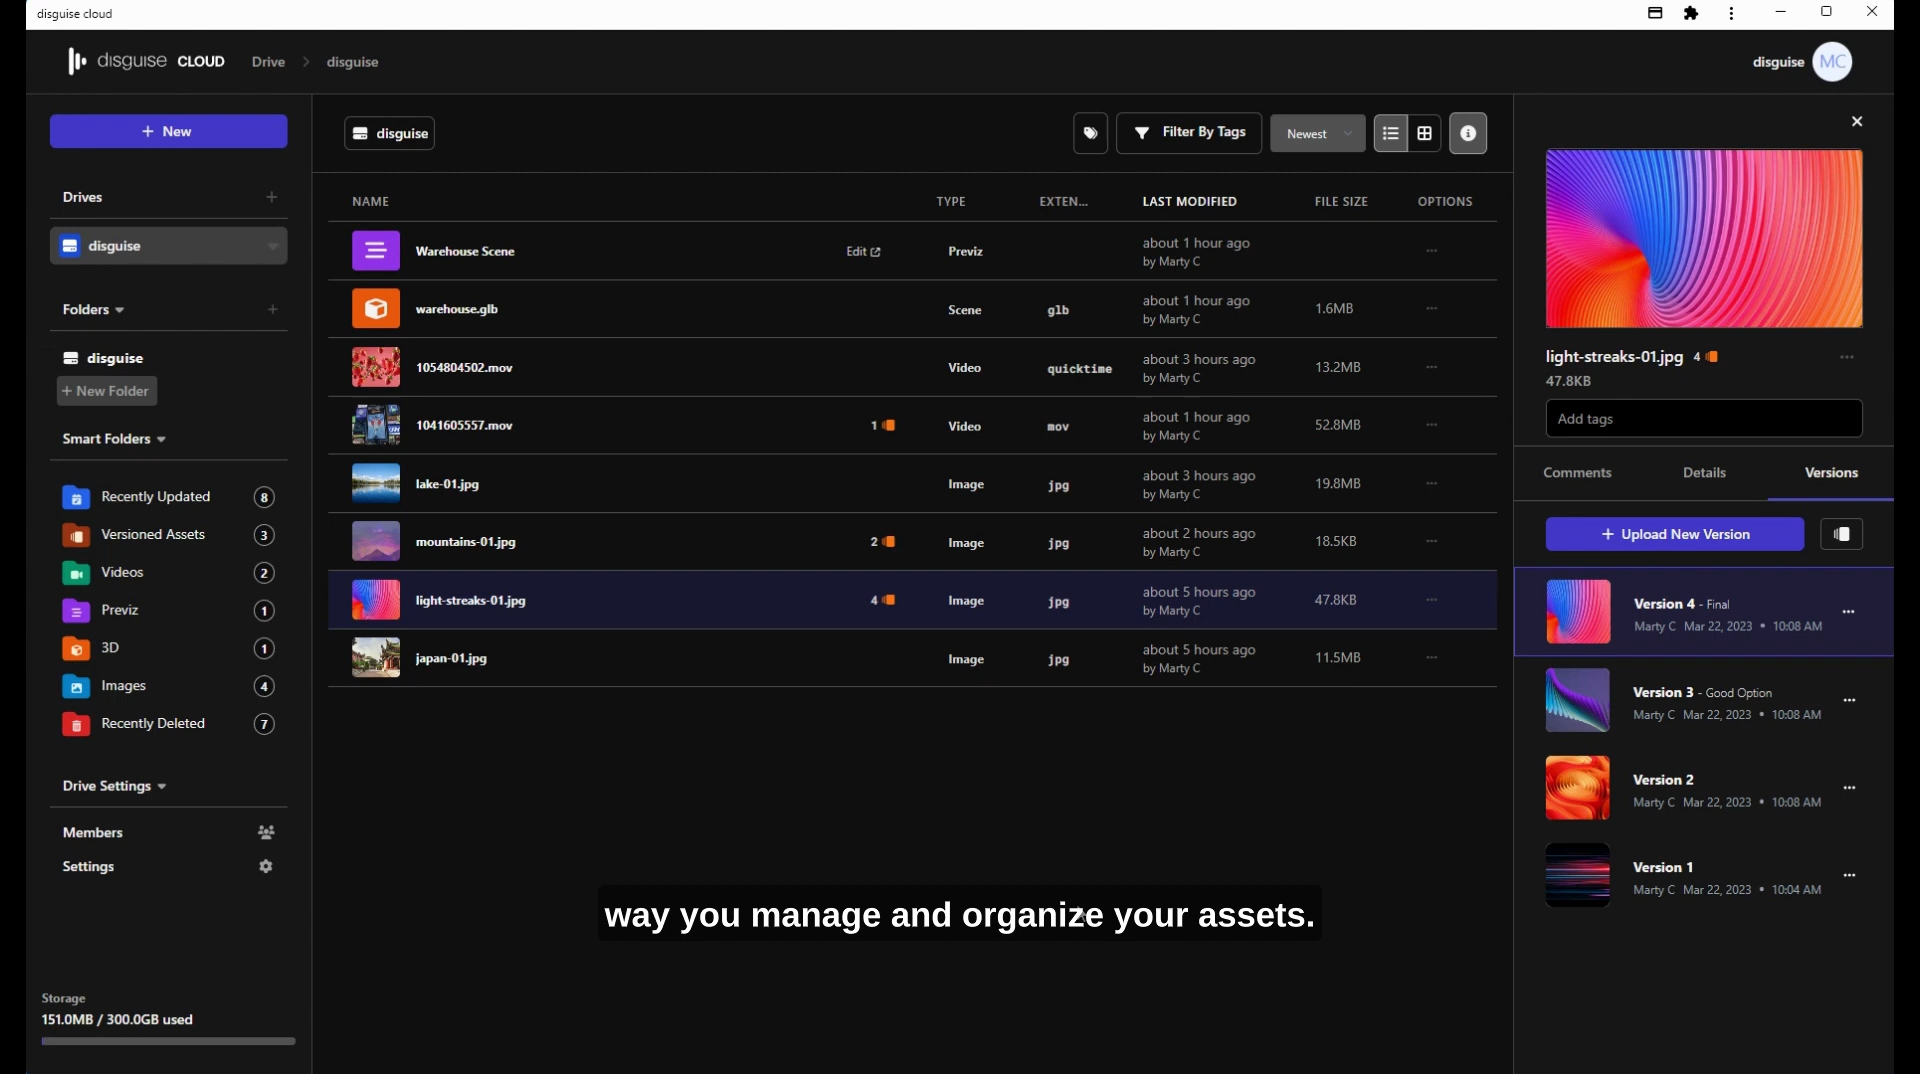 disguise cloud
disguise CLOUD
Drive > disguise
disguise MC
+ New
Drives +
disguise
Folders +
disguise
+ New Folder
Smart Folders
Recently Updated 8
Versioned Assets 3
Videos 2
Previz 1
3D 1
Images 4
Recently Deleted 7
Drive Settings
Members
Settings
Storage
151.0MB / 300.0GB used
disguise
Filter By Tags
Newest
NAME TYPE EXTEN... LAST MODIFIED FILE SIZE OPTIONS
Warehouse Scene Edit Previz about 1 hour ago ...
by Marty C
warehouse.glb Scene glb about 1 hour ago 1.6MB ...
by Marty C
1054804502.mov Video quicktime about 3 hours ago 13.2MB ...
by Marty C
1041605557.mov 1 Video mov about 1 hour ago 52.8MB ...
by Marty C
lake-01.jpg Image jpg about 3 hours ago 19.8MB ...
by Marty C
mountains-01.jpg 2 Image jpg about 2 hours ago 18.5KB ...
by Marty C
light-streaks-01.jpg 4 Image jpg about 5 hours ago 47.8KB ...
by Marty C
japan-01.jpg Image jpg about 5 hours ago 11.5MB ...
by Marty C
way you manage and organize your assets.
light-streaks-01.jpg 4 ...
47.8KB
Add tags
Comments Details Versions
+ Upload New Version
Version 4 - Final ...
Marty C Mar 22, 2023 • 10:08 AM
Version 3 - Good Option ...
Marty C Mar 22, 2023 • 10:08 AM
Version 2 ...
Marty C Mar 22, 2023 • 10:08 AM
Version 1 ...
Marty C Mar 22, 2023 • 10:04 AM